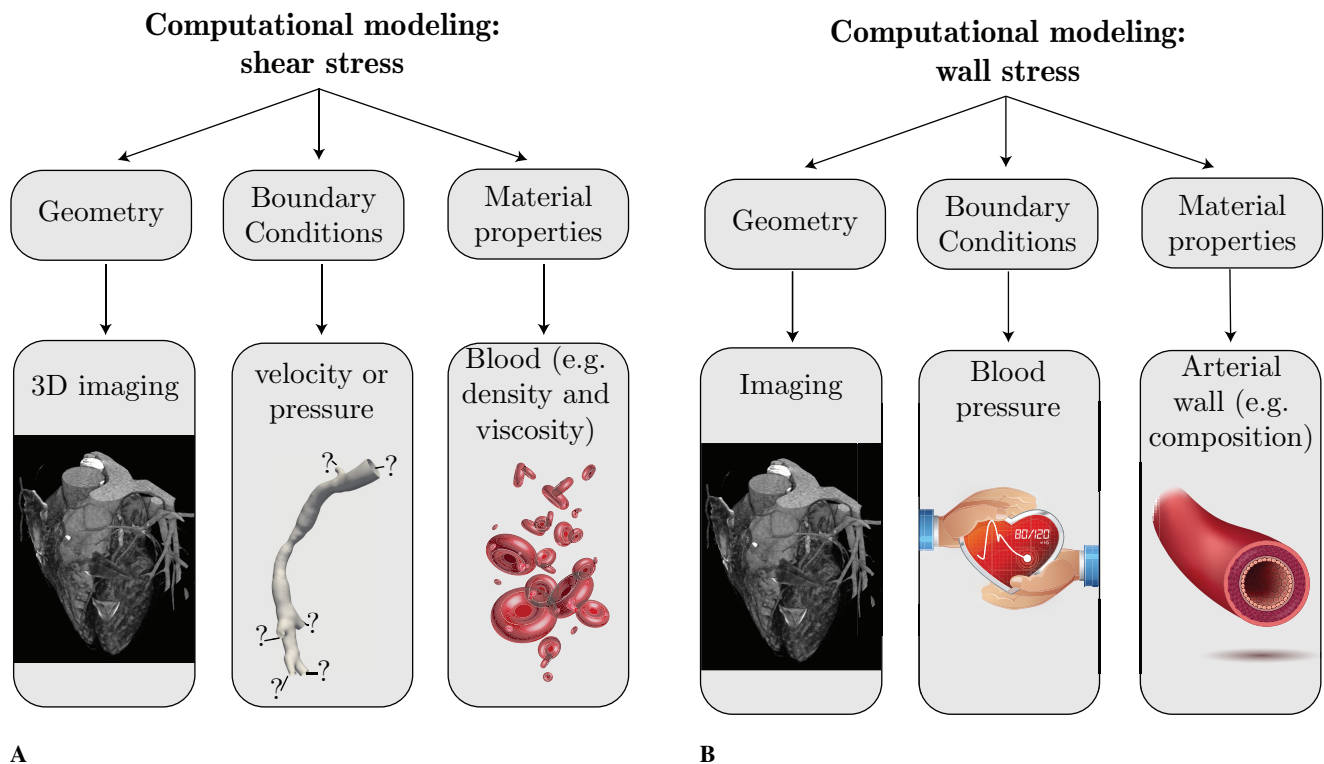 Computational modeling:
shear stress
Geometry
Boundary
Conditions
Material
properties
3D imaging
velocity or
pressure
?
?
?
?
?
?
Blood (e.g.
density and
viscosity)
A
Computational modeling:
wall stress
Geometry
Boundary
Conditions
Material
properties
Imaging
Blood
pressure
80/120
Arterial
wall (e.g.
composition)
B